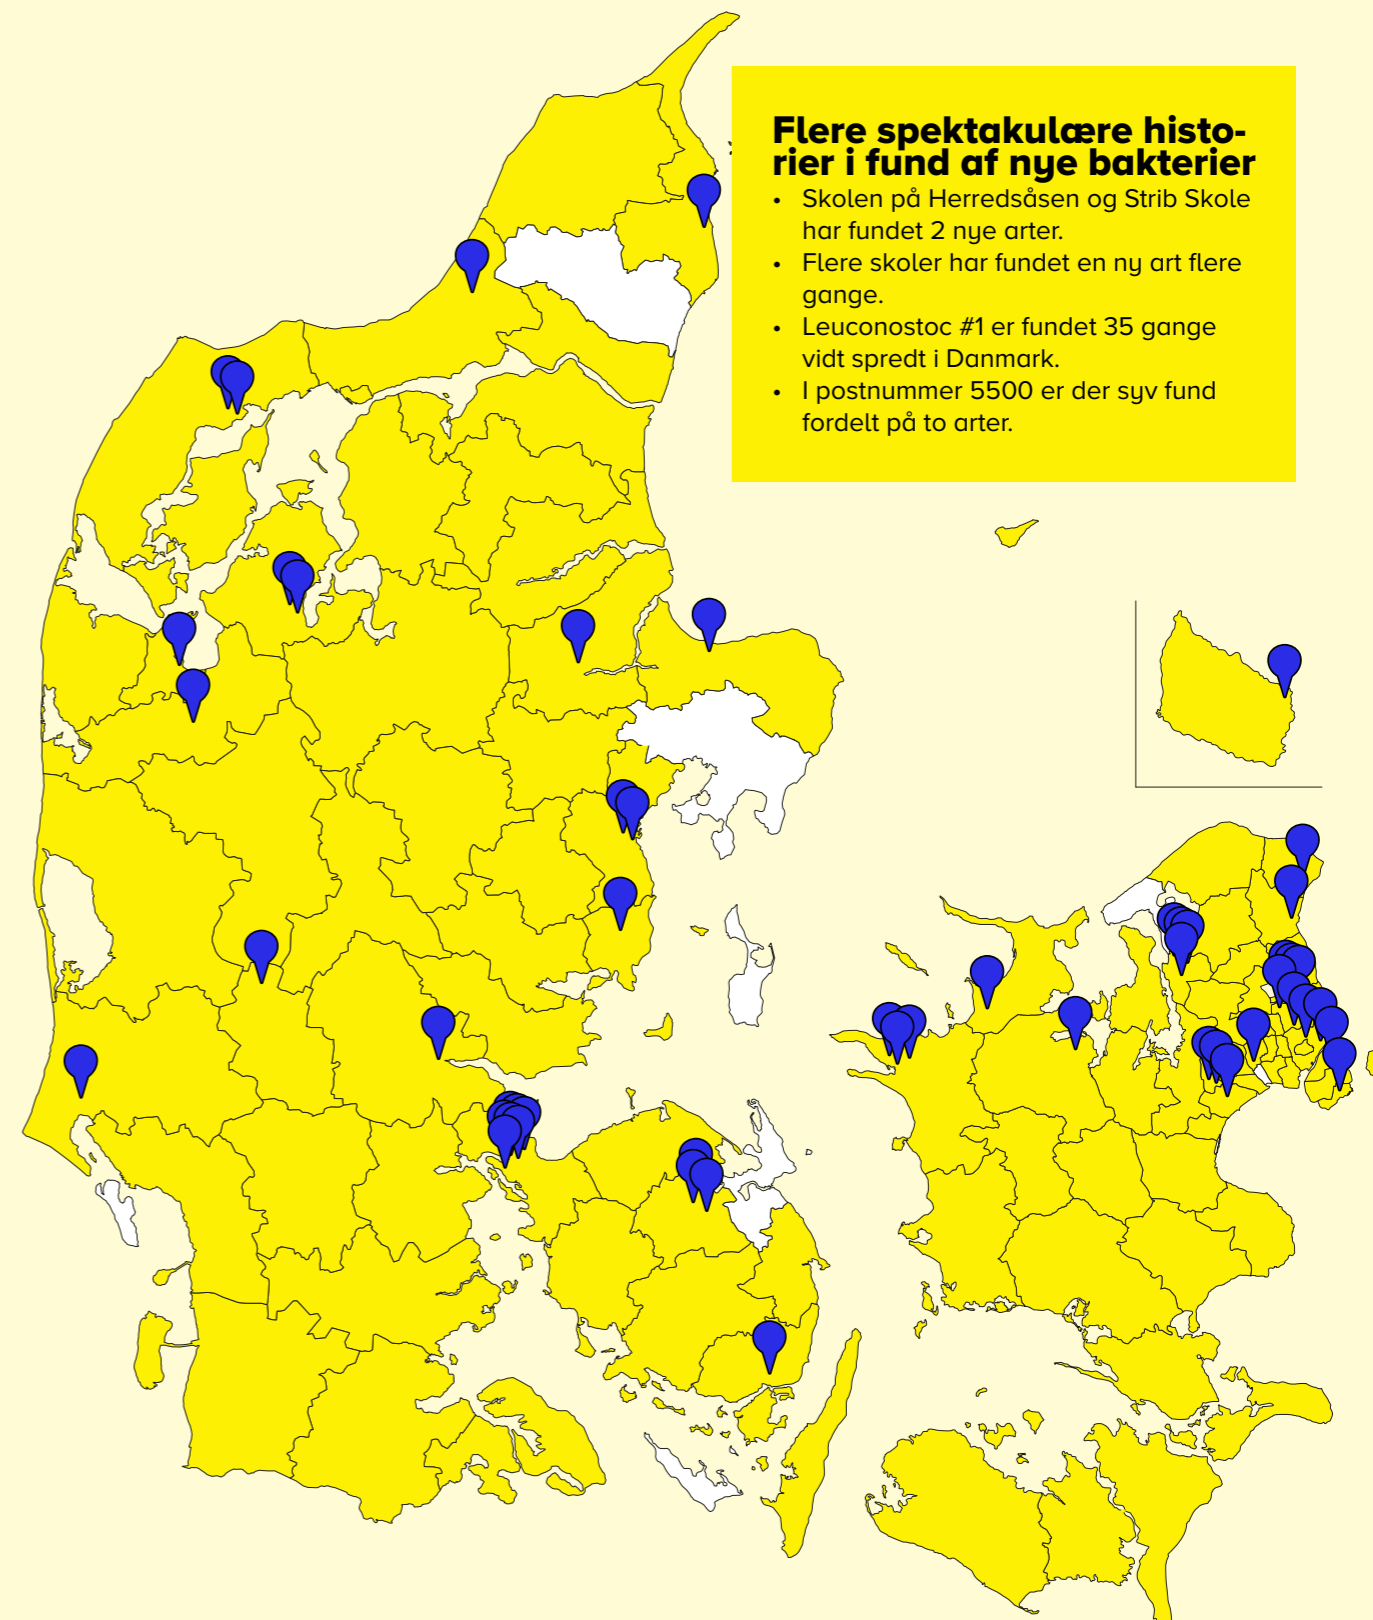 Flere spektakulære histo-
rier i fund af nye bakterier
• Skolen på Herredsåsen og Strib Skole
har fundet 2 nye arter.
• Flere skoler har fundet en ny art flere
gange.
• Leuconostoc #1 er fundet 35 gange
vidt spredt i Danmark.
• I postnummer 5500 er der syv fund
fordelt på to arter.